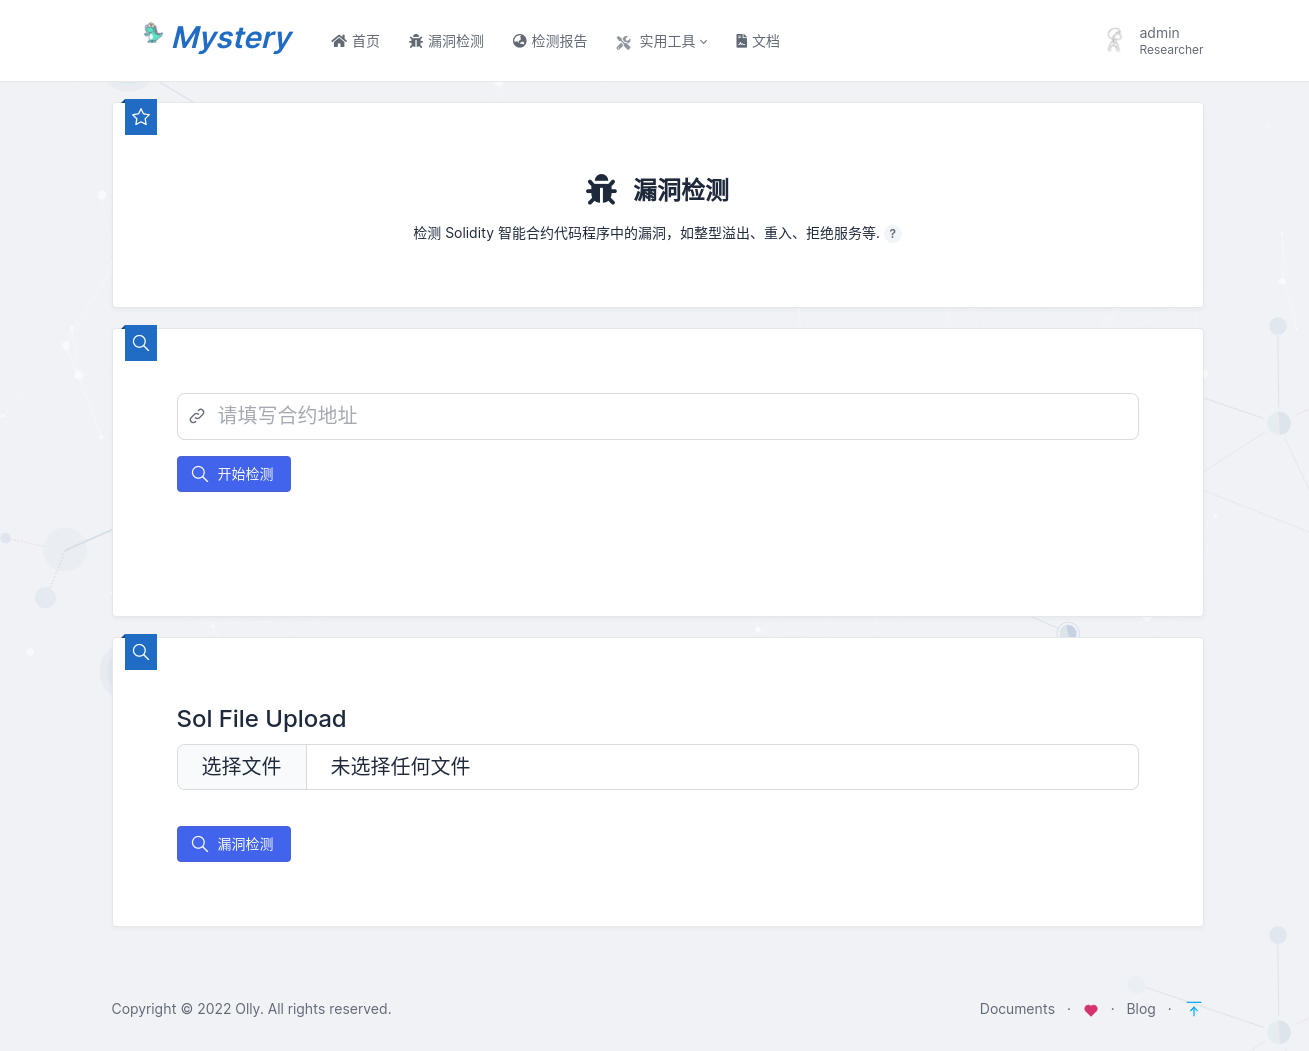 Mystery
首页
漏洞检测
检测报告
实用工具
文档
admin
Researcher
漏洞检测
检测 Solidity 智能合约代码程序中的漏洞，如整型溢出、重入、拒绝服务等. ?
请填写合约地址
开始检测
Sol File Upload
选择文件 未选择任何文件
漏洞检测
Copyright © 2022 Olly. All rights reserved.
Documents · · Blog ·